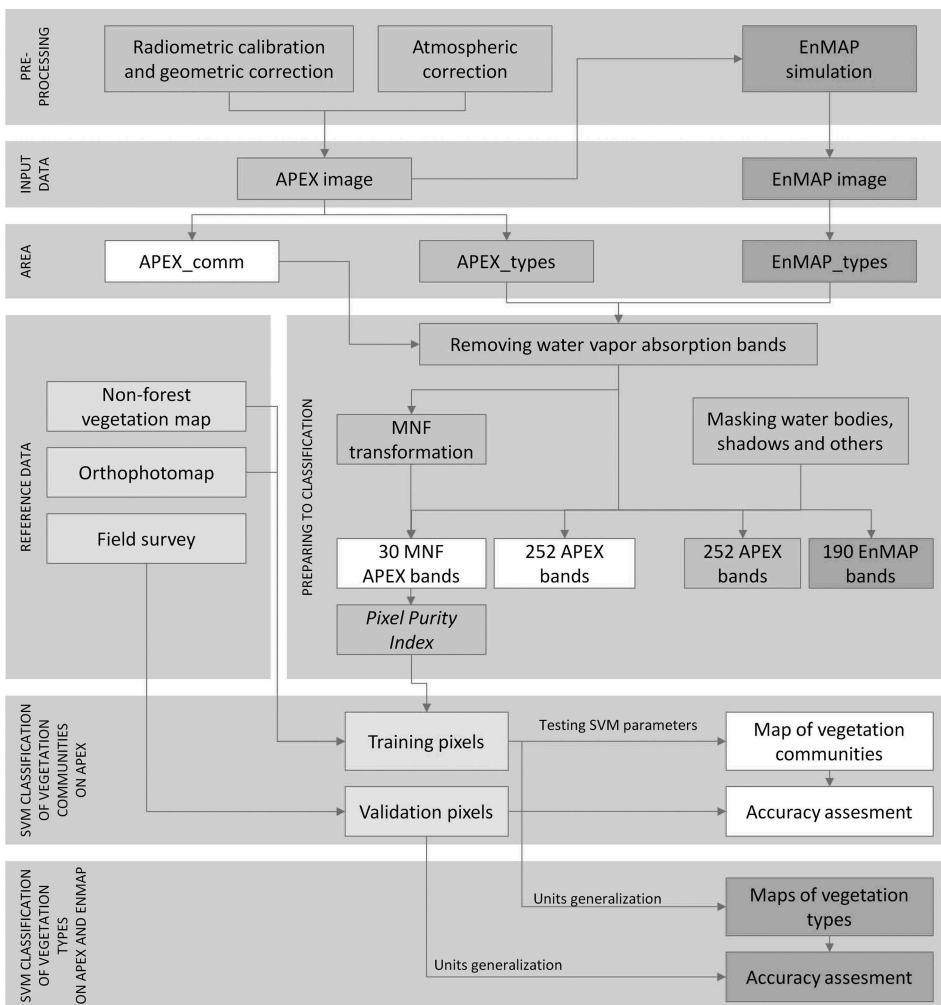 PRE-
PROCESSING
Radiometric calibration
and geometric correction
Atmospheric
correction
EnMAP
simulation
INPUT
DATA
APEX image
EnMAP image
AREA
APEX_comm
APEX_types
EnMAP_types
REFERENCE DATA
Non-forest
vegetation map
Orthophotomap
Field survey
PREPARING TO CLASSIFICATION
Removing water vapor absorption bands
MNF
transformation
Masking water bodies,
shadows and others
30 MNF
APEX bands
252 APEX
bands
252 APEX
bands
190 EnMAP
bands
Pixel Purity
Index
SVM CLASSIFICATION
OF VEGETATION
COMMUNITIES
ON APEX
Training pixels
Testing SVM parameters
Map of vegetation
communities
Validation pixels
Accuracy assesment
SVM CLASSIFICATION
OF VEGETATION
TYPES
ON APEX AND ENMAP
Units generalization
Maps of vegetation
types
Units generalization
Accuracy assesment